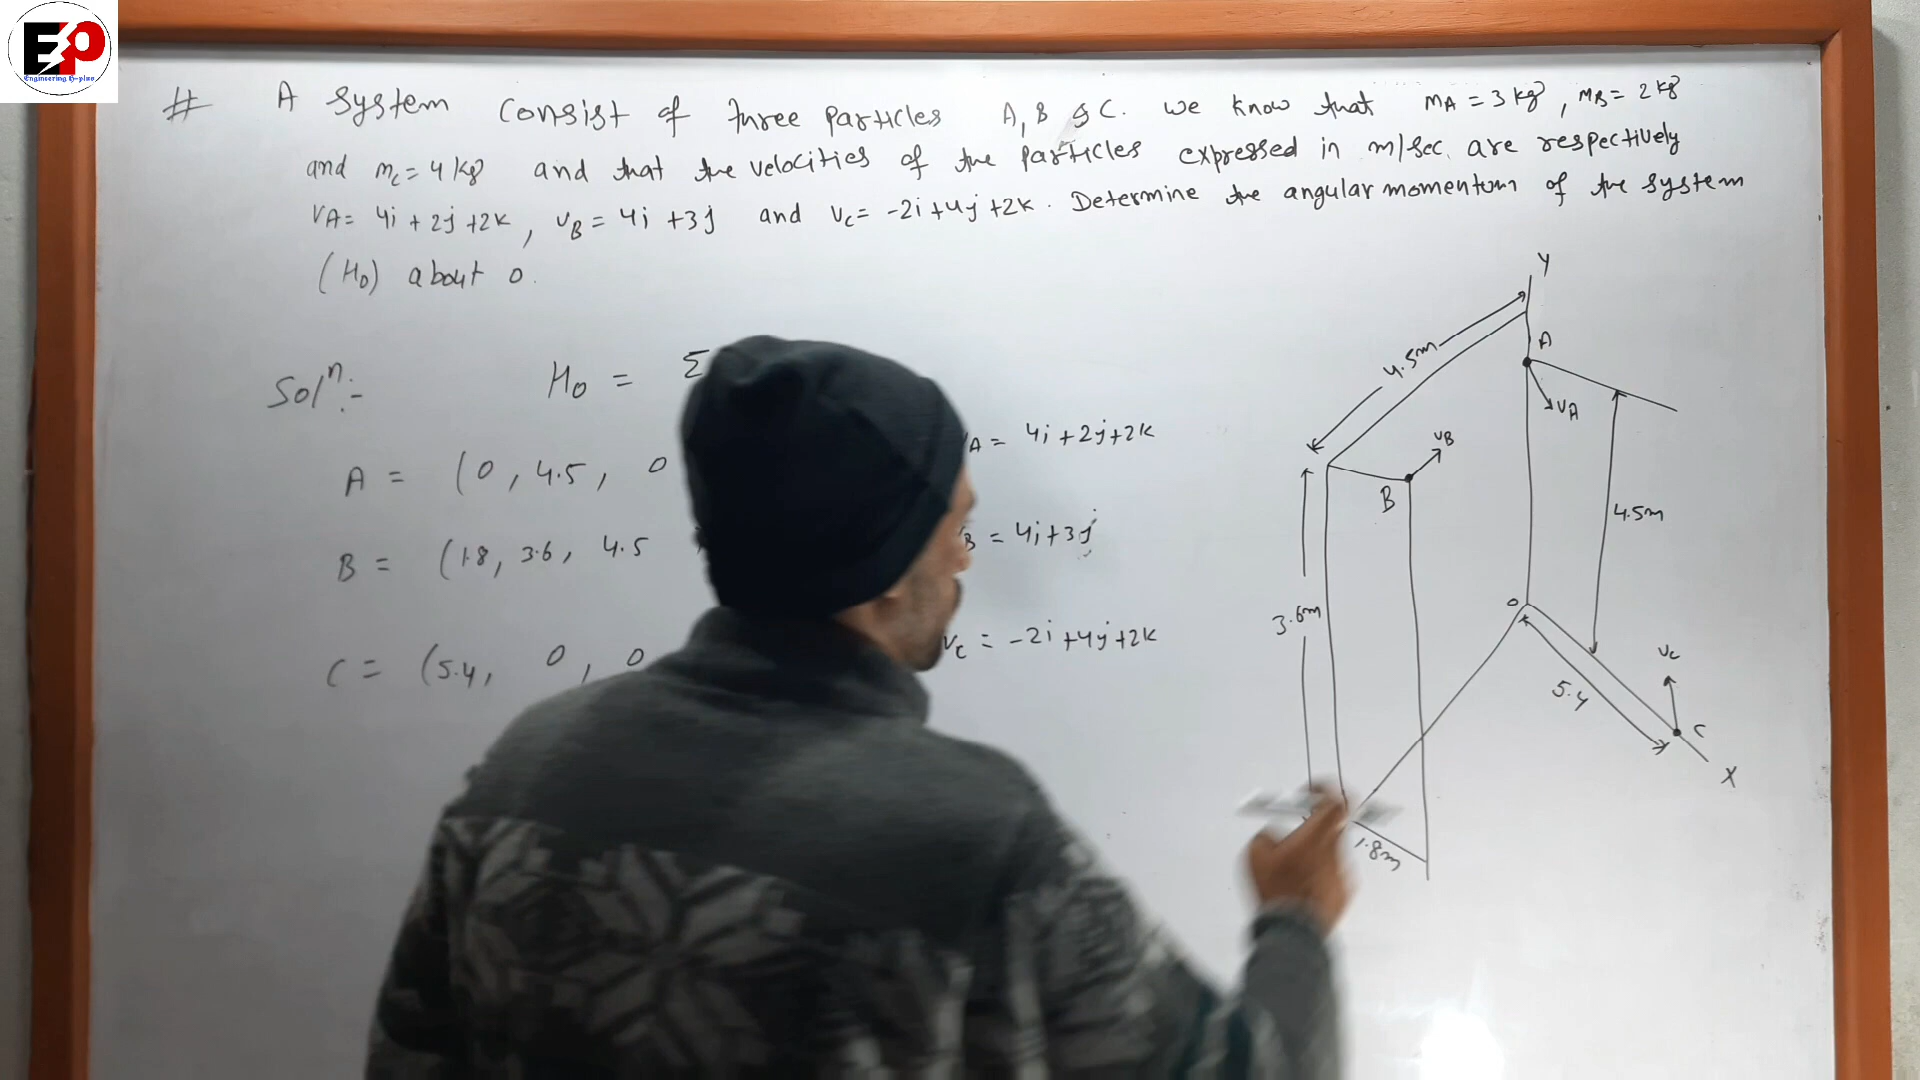 EP
Engineering E-plus
# A System Consist of three particles A, B & C. we know that mA = 3 kg, mB = 2 kg
and mc = 4 kg and that the velocities of the particles expressed in m/sec. are respectively
vA = 4i + 2j + 2k, vB = 4i + 3j and vc = -2i + 4j + 2k. Determine the angular momentum of the system
(Ho) about o.
Soln:- Ho = Σ
A = (0, 4.5, 0
A = 4i + 2j + 2k
B = (1.8, 3.6, 4.5
B = 4i + 3j
C = (5.4, 0, 0
vc = -2i + 4j + 2k
Y
4.5m
A
vA
vB
B
4.5m
3.6m
o
5.4
vc
C
X
1.8m